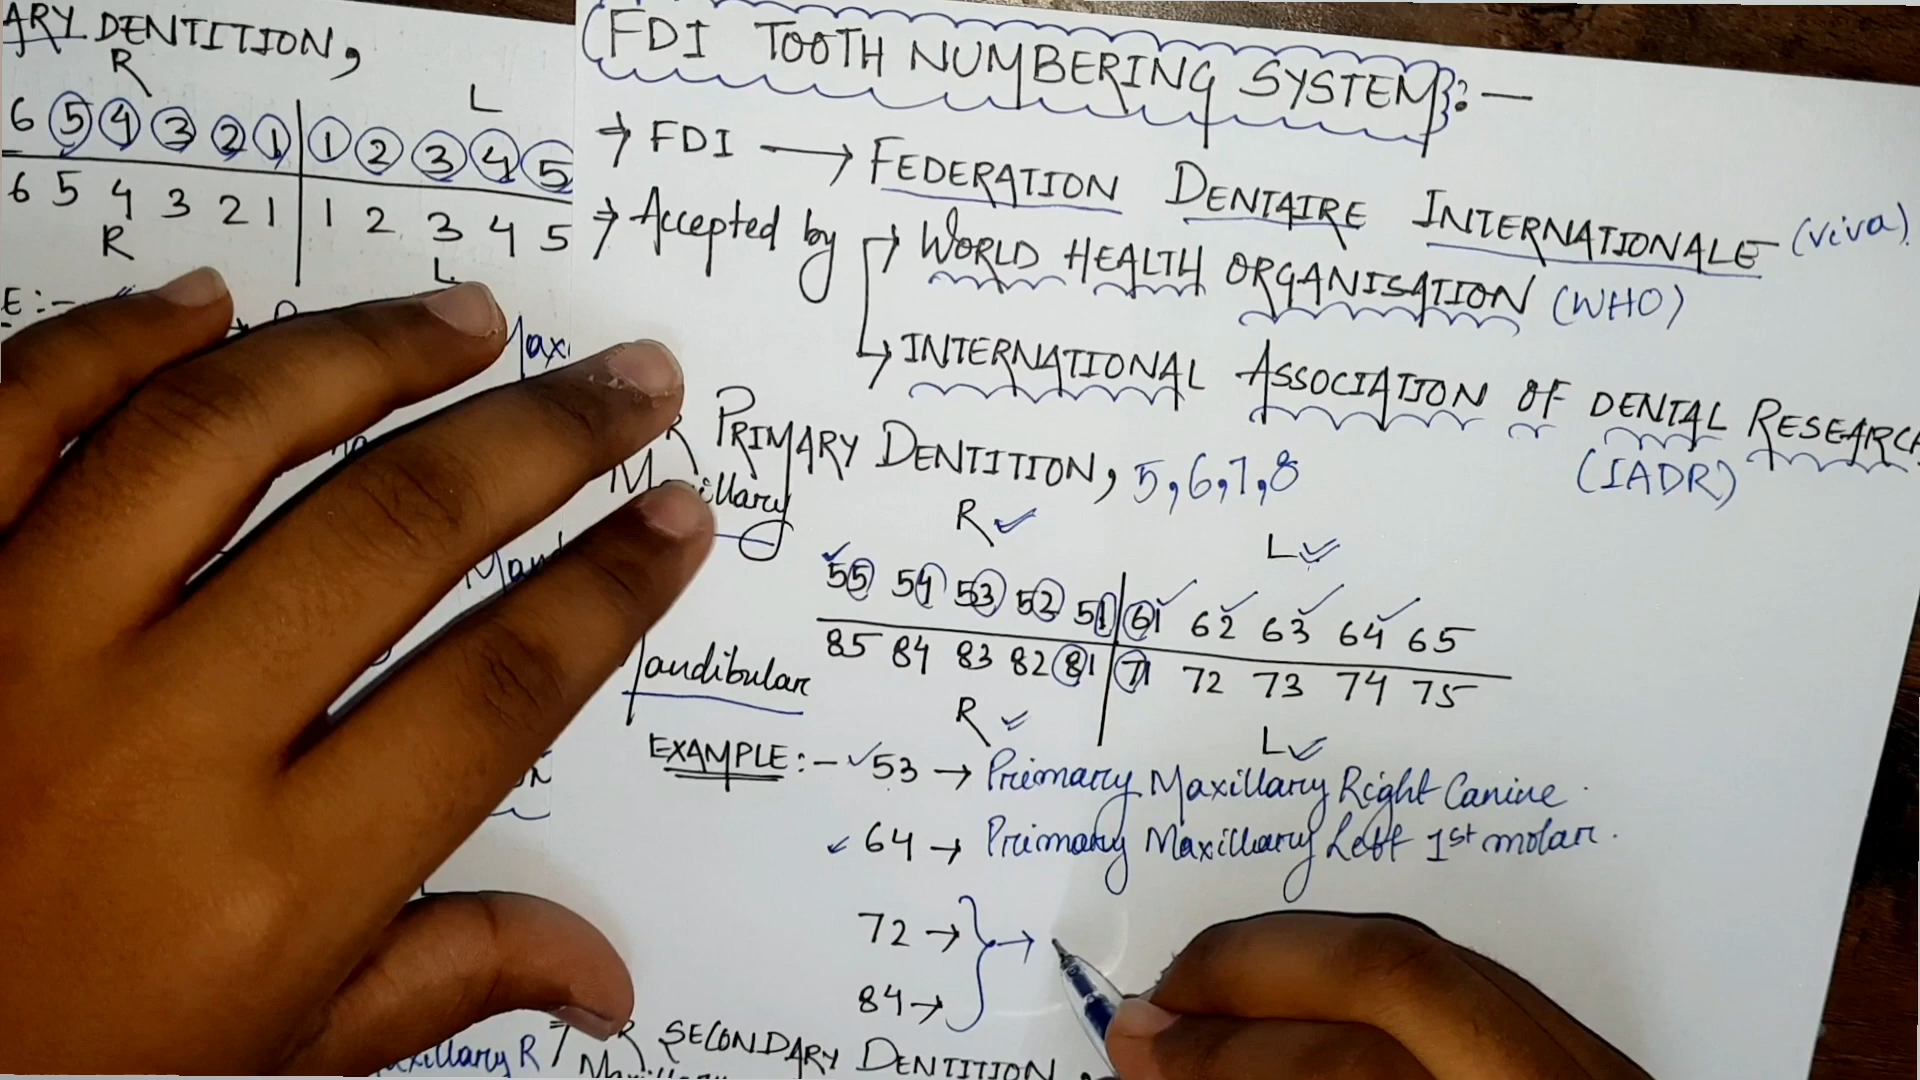 ARY DENTITION,
R
L
6 5 4 3 2 1 1 2 3 4 5
6 5 4 3 2 1 1 2 3 4 5
R
L
E:-
FDI TOOTH NUMBERING SYSTEM:-
→ FDI → FEDERATION DENTAIRE INTERNATIONALE (viva)
→ Accepted by → WORLD HEALTH ORGANISATION (WHO)
→ INTERNATIONAL ASSOCIATION OF DENTAL RESEARCH
(IADR)
R PRIMARY DENTITION, 5,6,7,8
Maxillary
R ✓ L ✓
55 54 53 52 51 61 62 63 64 65
85 84 83 82 81 71 72 73 74 75
Mandibular
R ✓ L ✓
EXAMPLE:- ✓ 53 → Primary Maxillary Right Canine.
✓ 64 → Primary Maxillary Left 1st molar.
72 →
84 →
R SECONDARY DENTITION,
xillary R